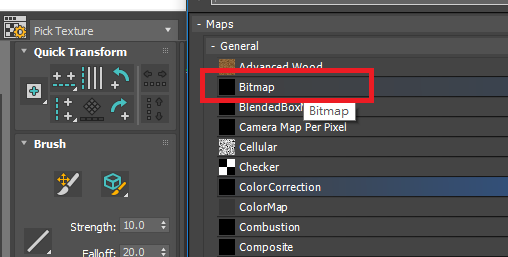 Pick Texture
Quick Transform
Brush
Strength: 10.0
Falloff: 20.0
- Maps
- General
Advanced Wood
Bitmap
Bitmap
Camera Map Per Pixel
Cellular
Checker
ColorCorrection
ColorMap
Combustion
Composite